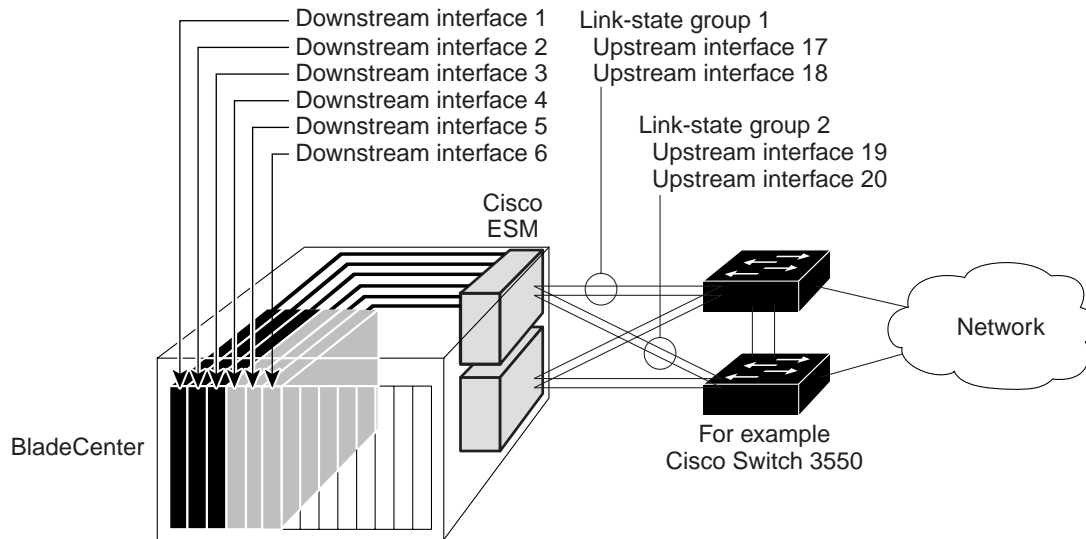 Downstream interface 1
Downstream interface 2
Downstream interface 3
Downstream interface 4
Downstream interface 5
Downstream interface 6
Link-state group 1
Upstream interface 17
Upstream interface 18
Link-state group 2
Upstream interface 19
Upstream interface 20
Cisco
ESM
Network
BladeCenter
For example
Cisco Switch 3550